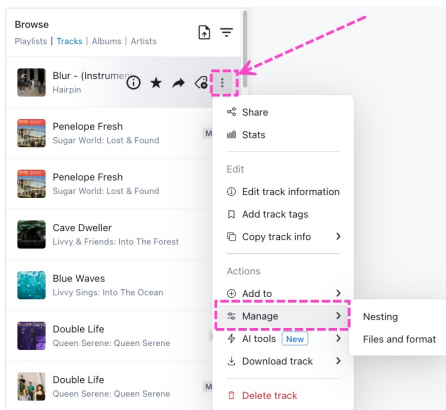 Browse
Playlists | Tracks | Albums | Artists
Blur - (Instrumen
Hairpin
Penelope Fresh
Sugar World: Lost & Found
M
Penelope Fresh
Sugar World: Lost & Found
Cave Dweller
Livvy & Friends: Into The Forest
Blue Waves
Livvy Sings: Into The Ocean
Double Life
Queen Serene: Queen Serene
Double Life
Queen Serene: Queen Serene
M
Share
Stats
Edit
Edit track information
Add track tags
Copy track info
Actions
Add to
Manage
AI tools New
Download track
Delete track
Nesting
Files and format